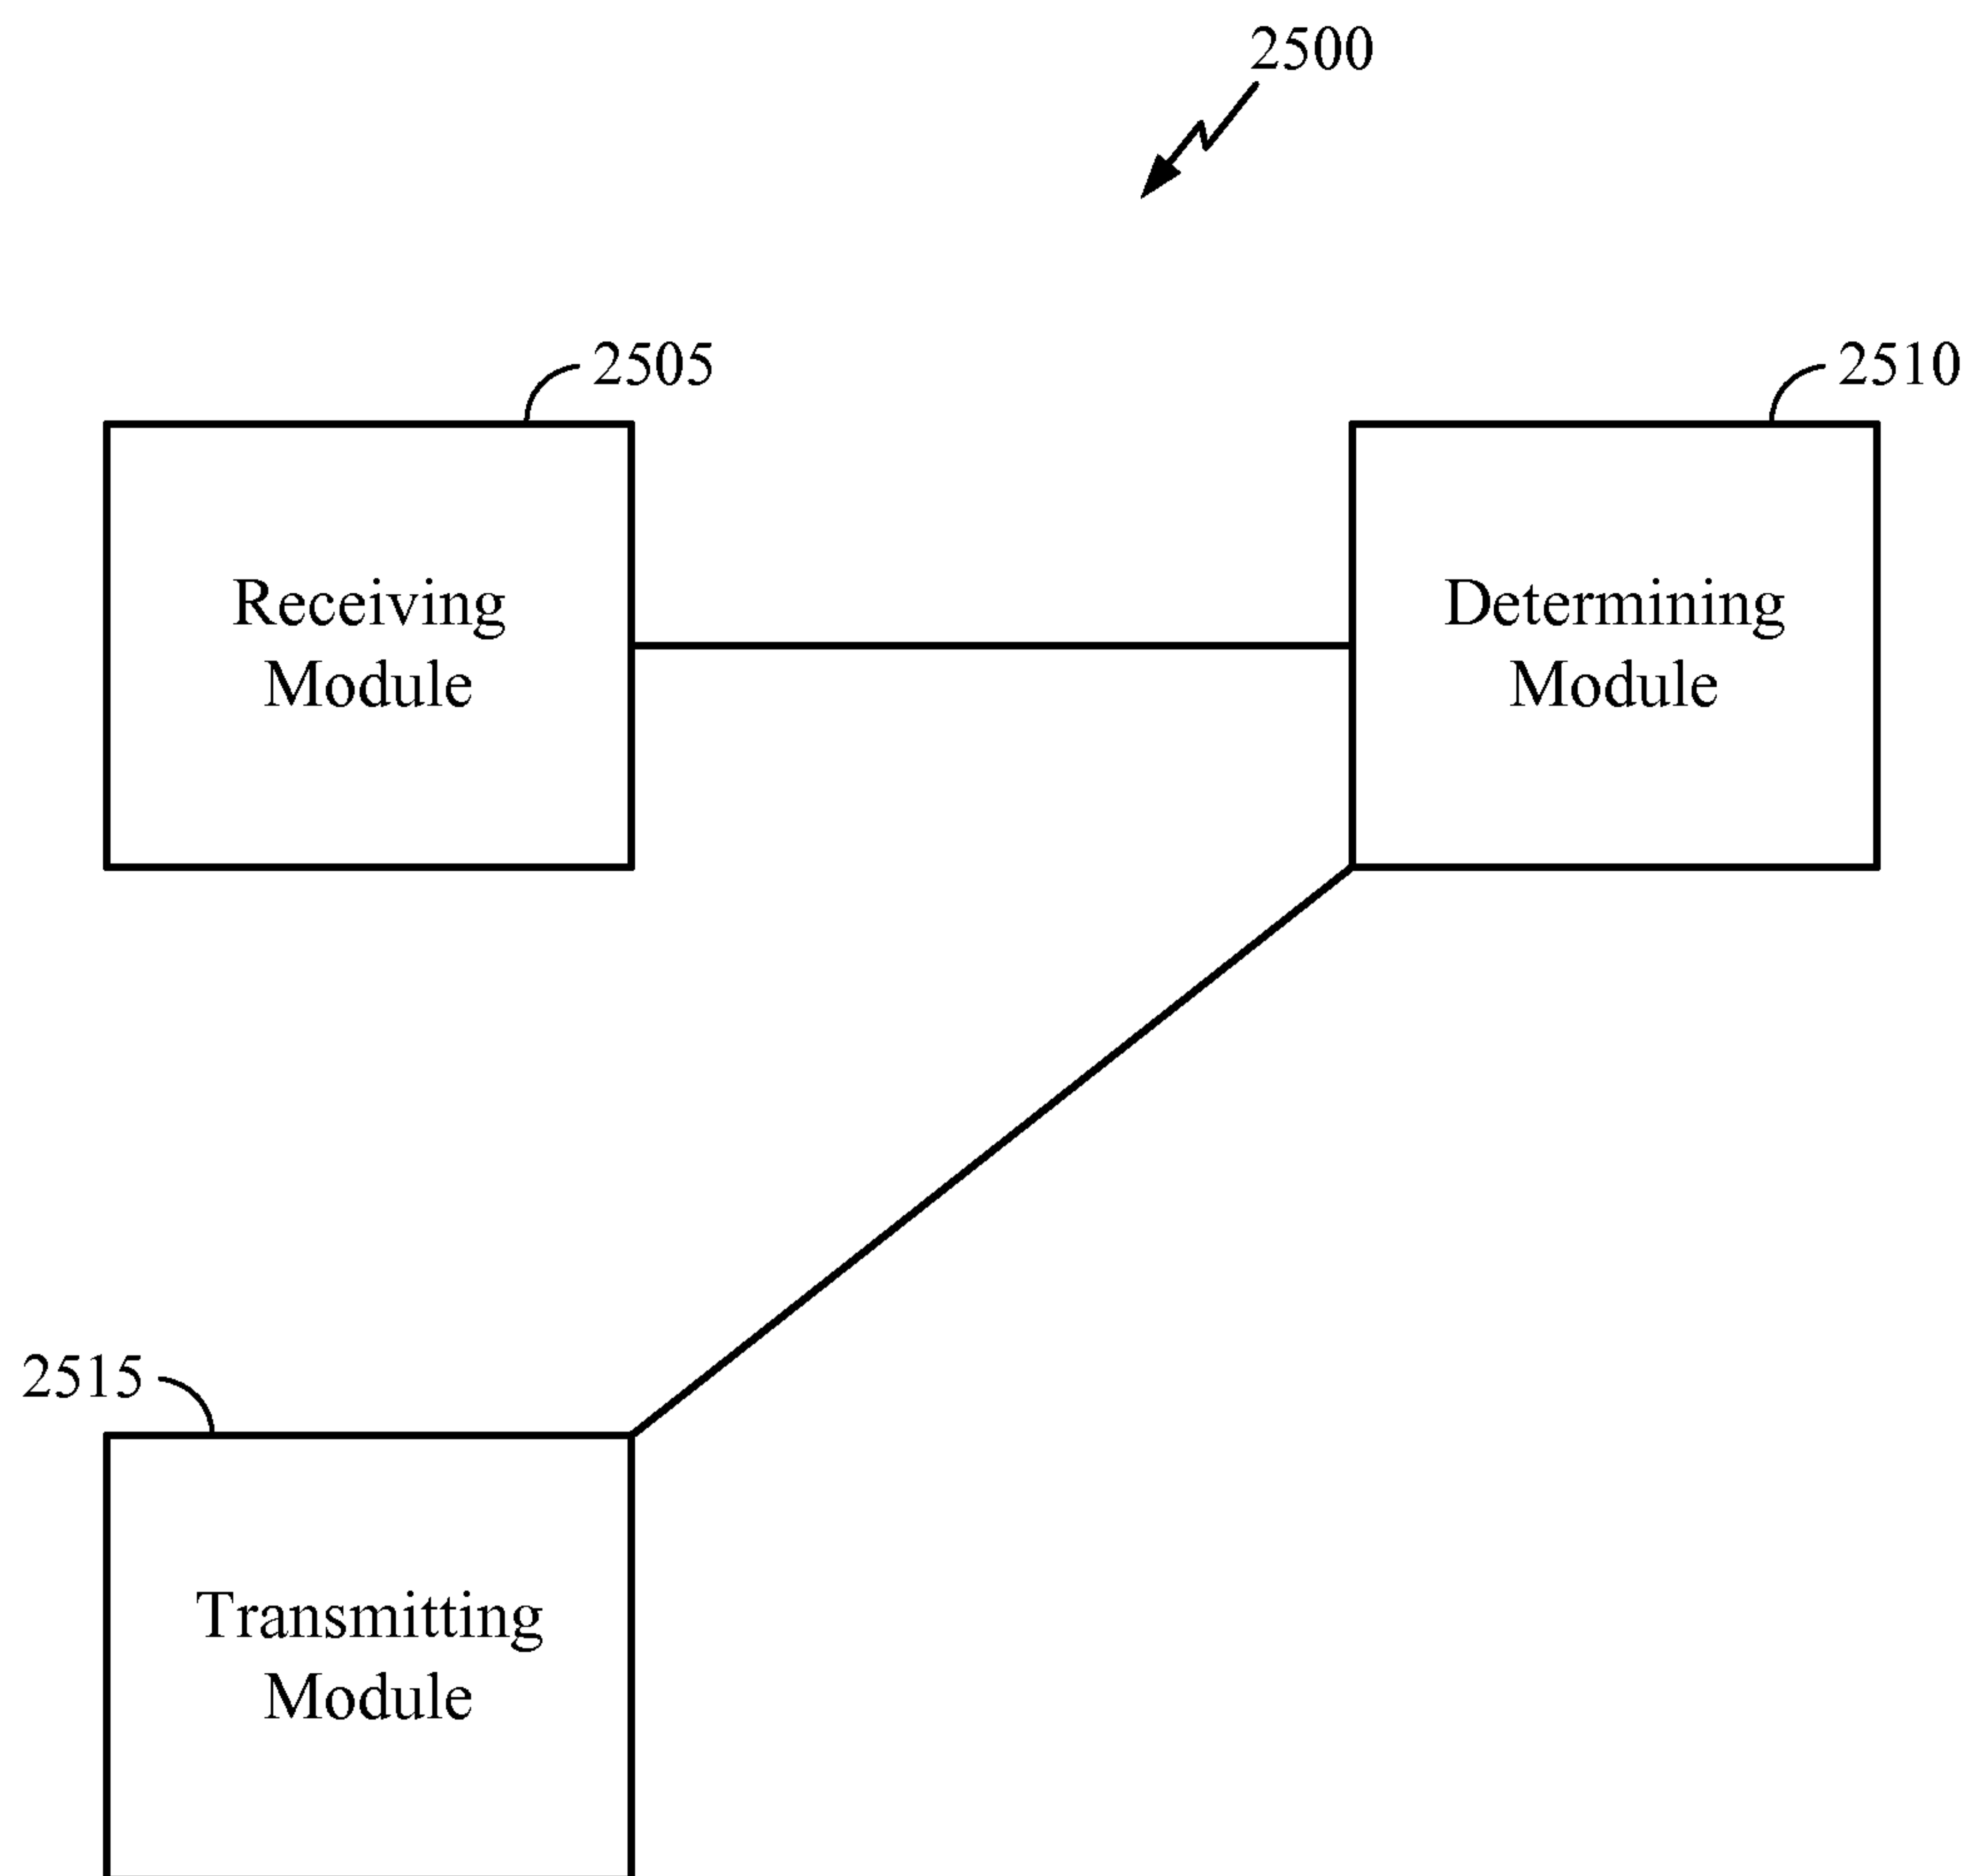 2500
2505
2510
Receiving
Module
Determining
Module
2515
Transmitting
Module